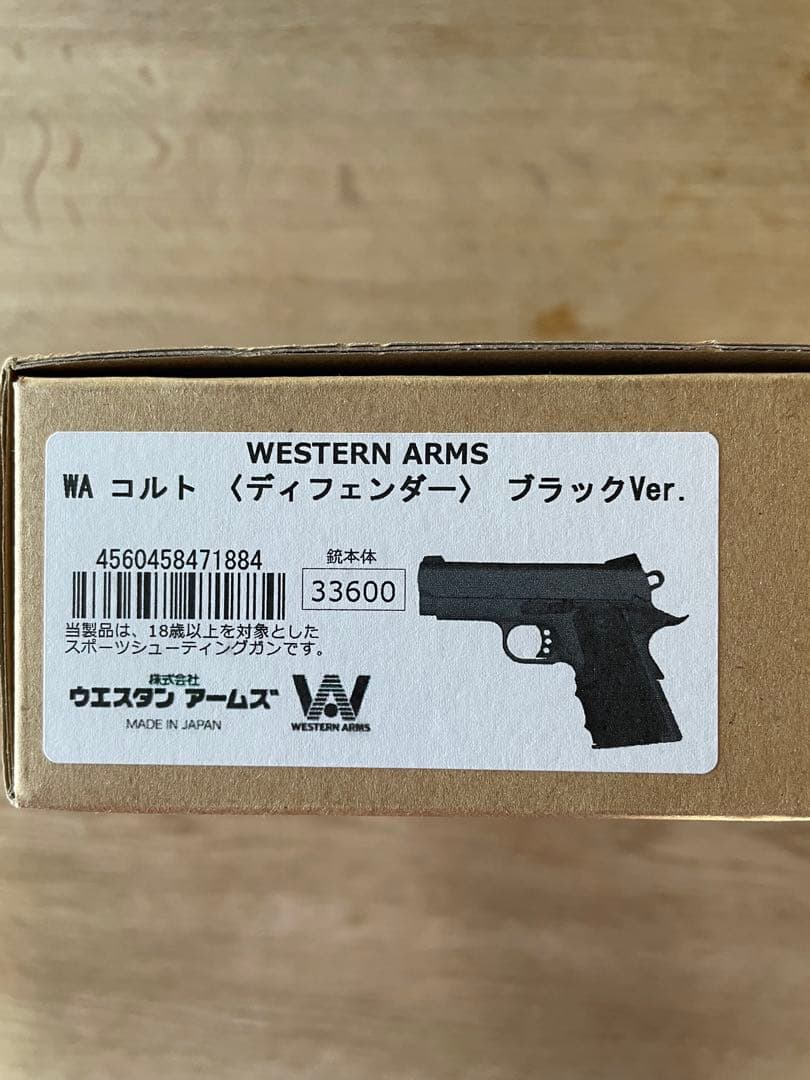 WESTERN ARMS
WA コルト 〈ディフェンダー〉 ブラックVer.
4560458471884
銃本体
33600
当製品は、18歳以上を対象とした
スポーツシューティングガンです。
株式会社
ウエスタン アームズ
MADE IN JAPAN
WESTERN ARMS